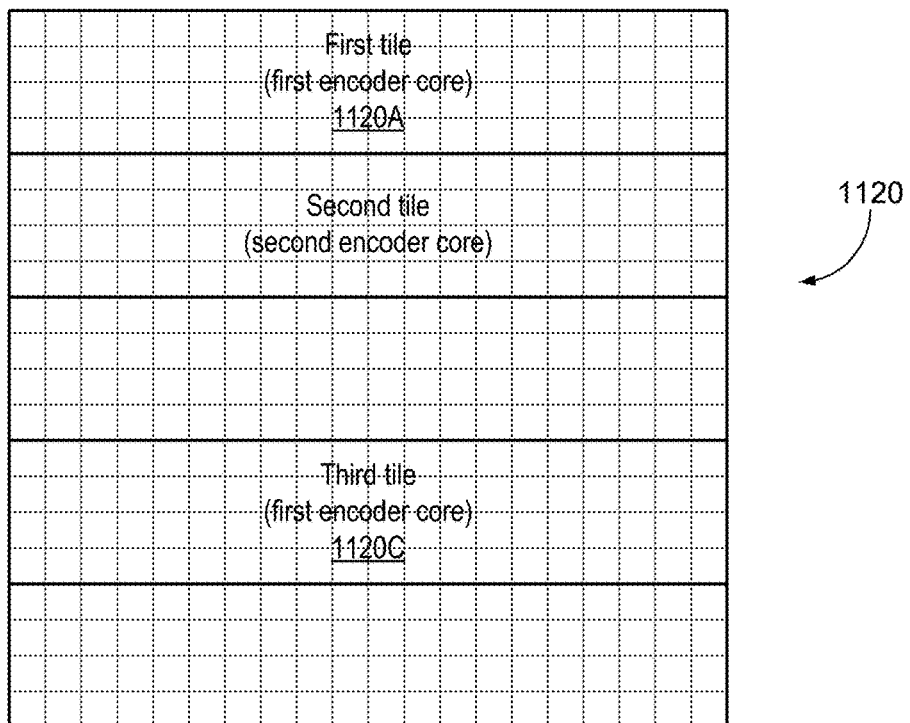 First tile
(first encoder core)
1120A
Second tile
(second encoder core)
1120
Third tile
(first encoder core)
1120C